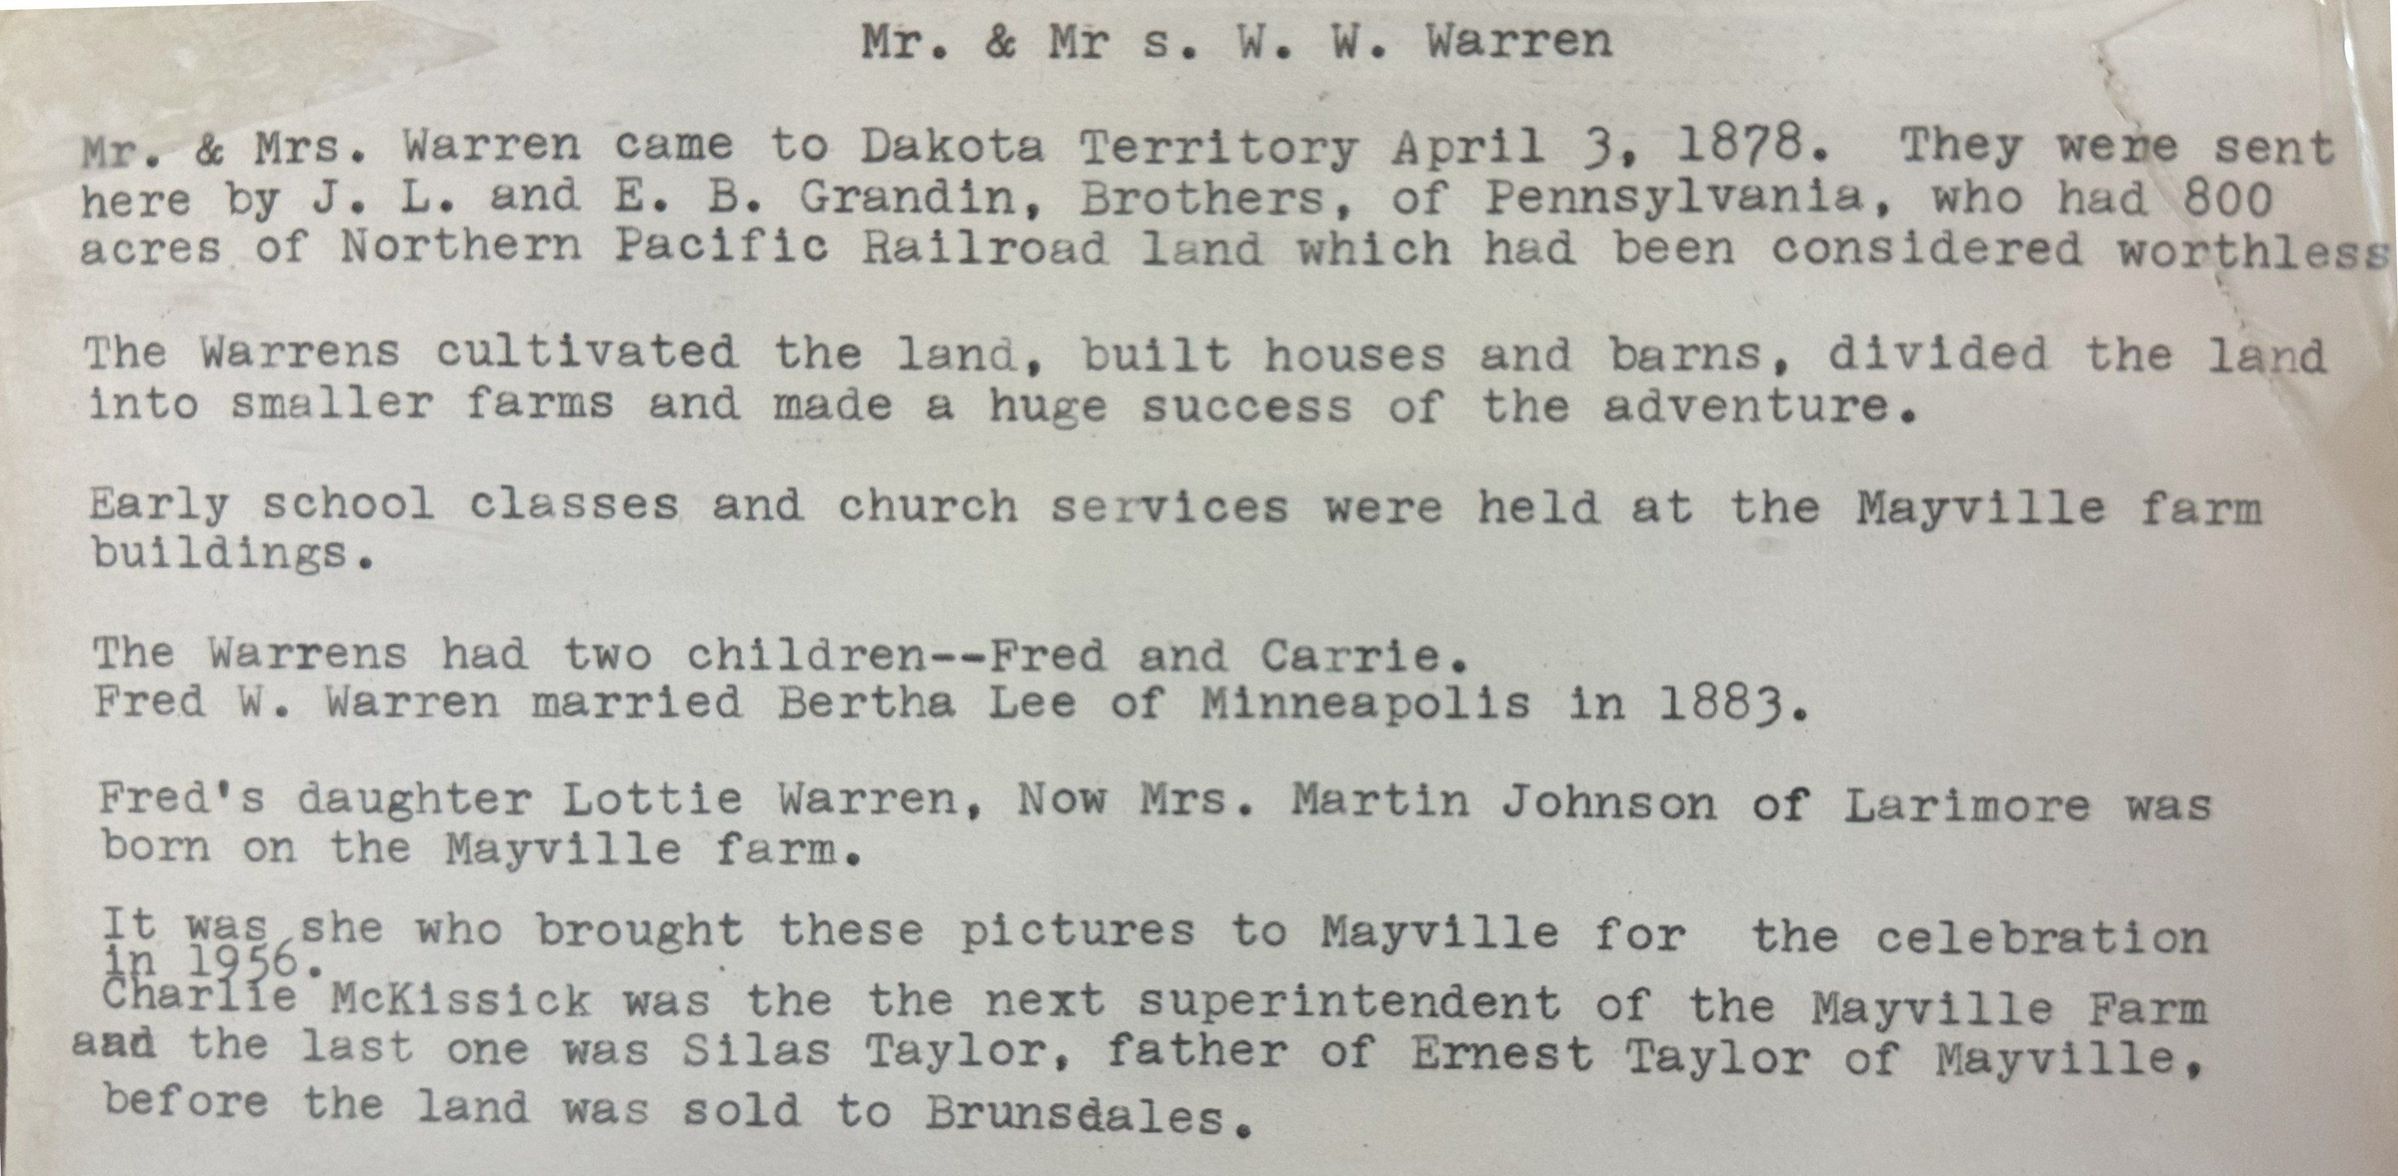 Mr. & Mr s. W. W. Warren
Mr. & Mrs. Warren came to Dakota Territory April 3, 1878.  They were sent
here by J. L. and E. B. Grandin, Brothers, of Pennsylvania, who had 800
acres of Northern Pacific Railroad land which had been considered worthless
The Warrens cultivated the land, built houses and barns, divided the land
into smaller farms and made a huge success of the adventure.
Early school classes and church services were held at the Mayville farm
buildings.
The Warrens had two children--Fred and Carrie.
Fred W. Warren married Bertha Lee of Minneapolis in 1883.
Fred's daughter Lottie Warren, Now Mrs. Martin Johnson of Larimore was
born on the Mayville farm.
It was she who brought these pictures to Mayville for  the celebration
in 1956.
Charlie McKissick was the the next superintendent of the Mayville Farm
and the last one was Silas Taylor, father of Ernest Taylor of Mayville,
before the land was sold to Brunsdales.